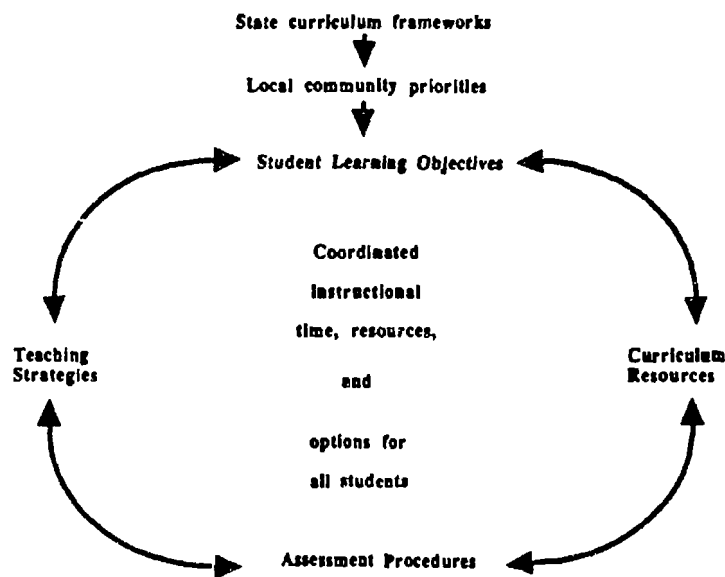 State curriculum frameworks
Local community priorities
Student Learning Objectives
Coordinated
instructional
time, resources,
and
options for
all students
Teaching
Strategies
Curriculum
Resources
Assessment Procedures